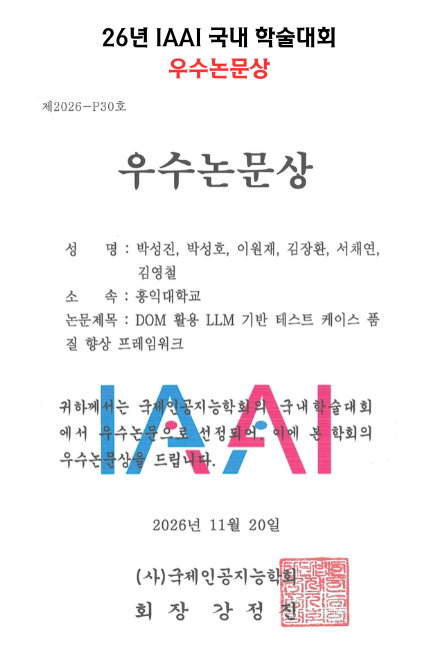 26년 IAAI 국내 학술대회
우수논문상
제2026-P30호
우수논문상
성 명 : 박성진, 박성호, 이원재, 김장환, 서채연,
김영철
소 속 : 홍익대학교
논문제목 : DOM 활용 LLM 기반 테스트 케이스 품
질 향상 프레임워크
IAAI
귀하께서는 국제인공지능학회의 국내학술대회
에서 우수논문으로 선정되어, 이에 본 학회의
우수논문상을 드립니다.
2026년 11월 20일
(사)국제인공지능학회
회 장 강 정 진